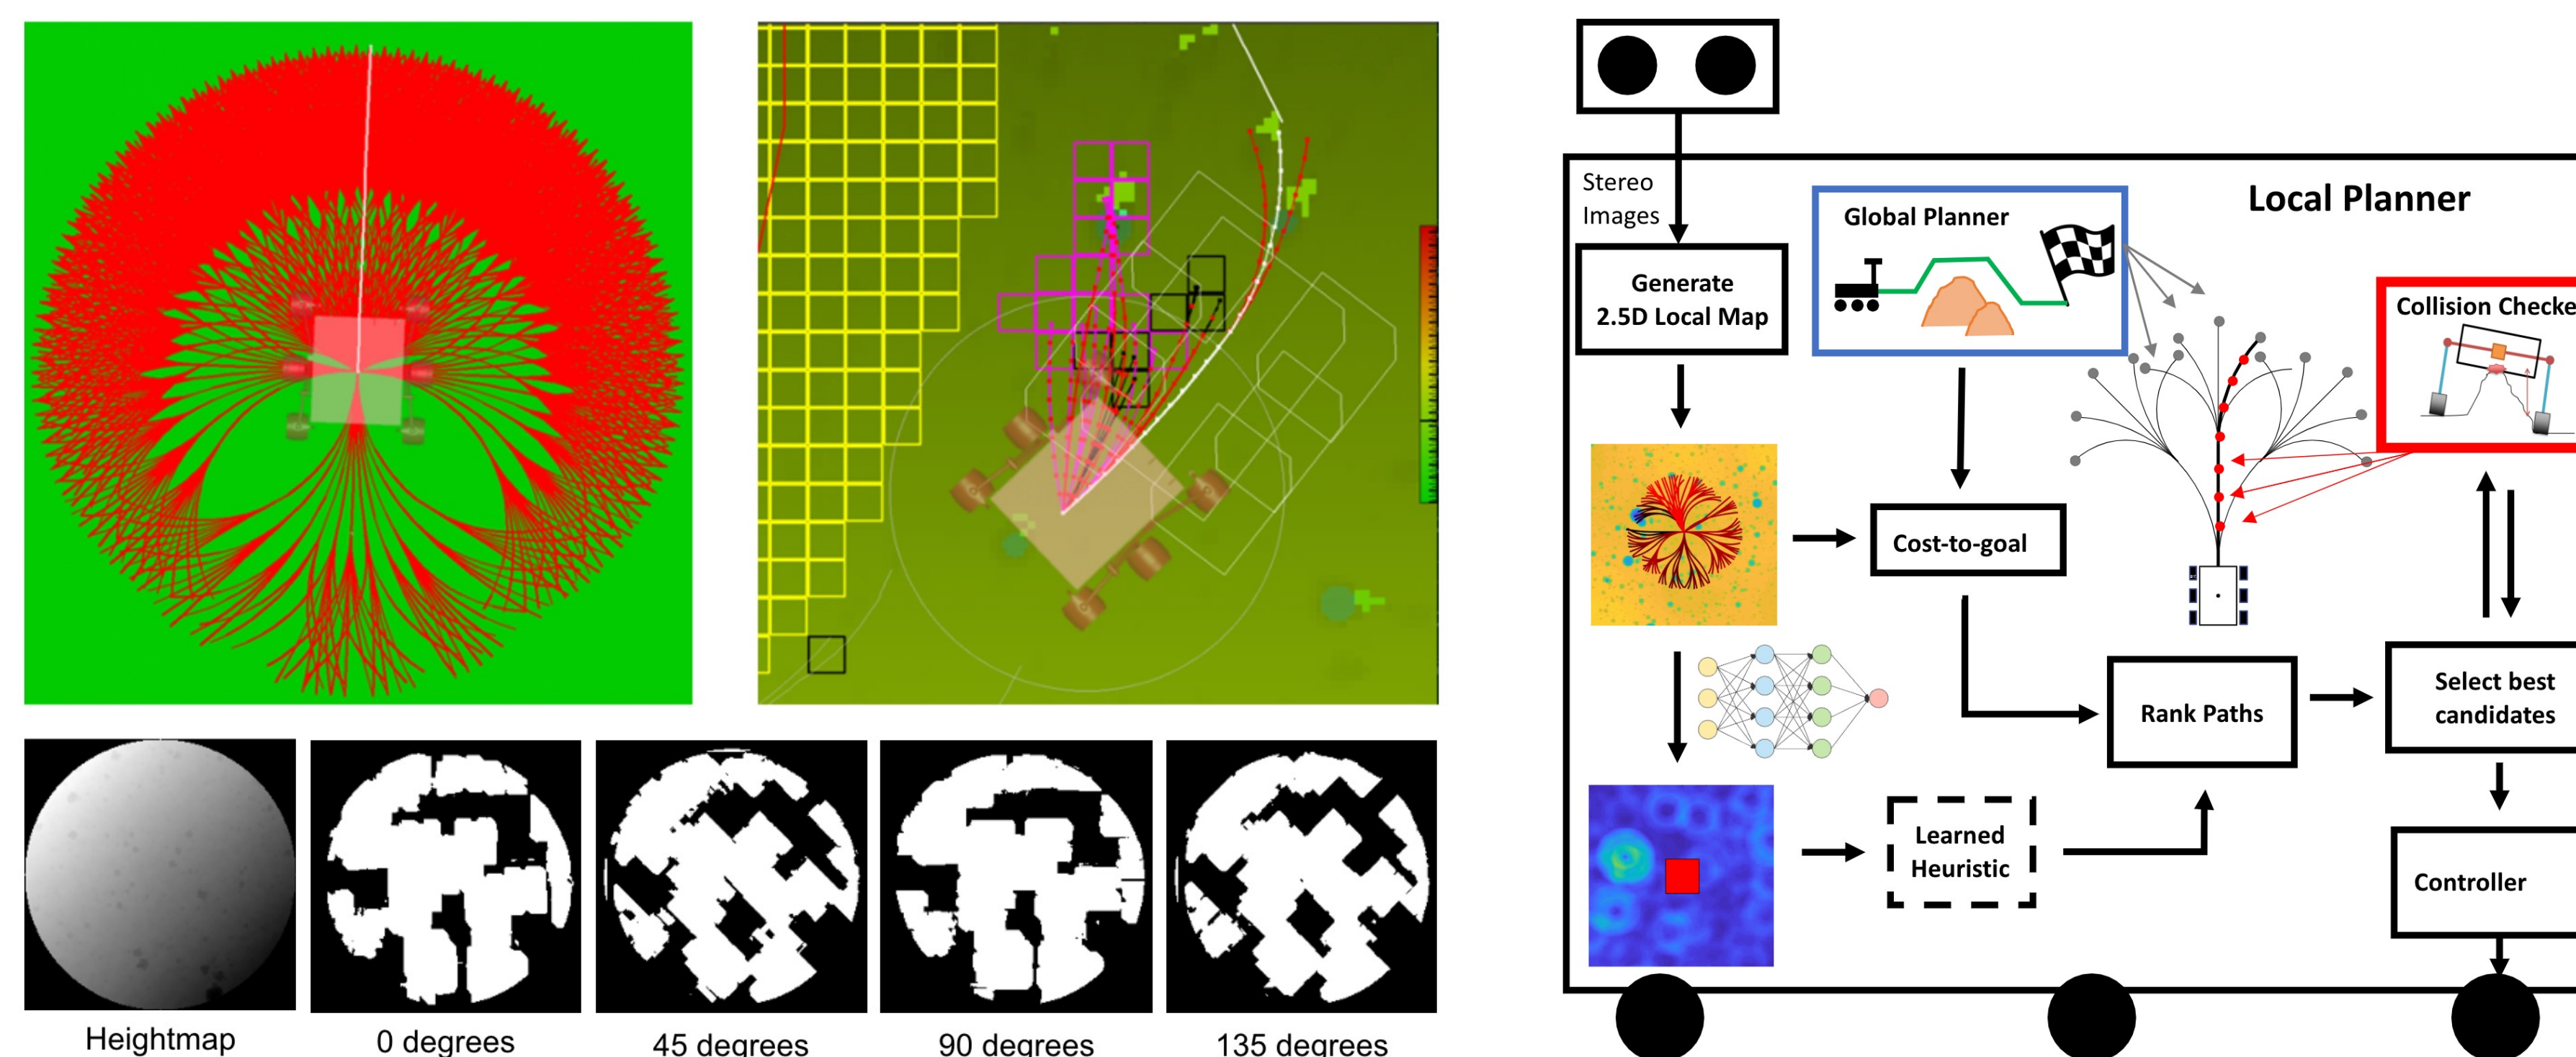 Heightmap
0 degrees
45 degrees
90 degrees
135 degrees
Stereo
Images
Local Planner
Global Planner
Generate
2.5D Local Map
Collision Checke
Cost-to-goal
Rank Paths
Select best
candidates
Learned
Heuristic
Controller